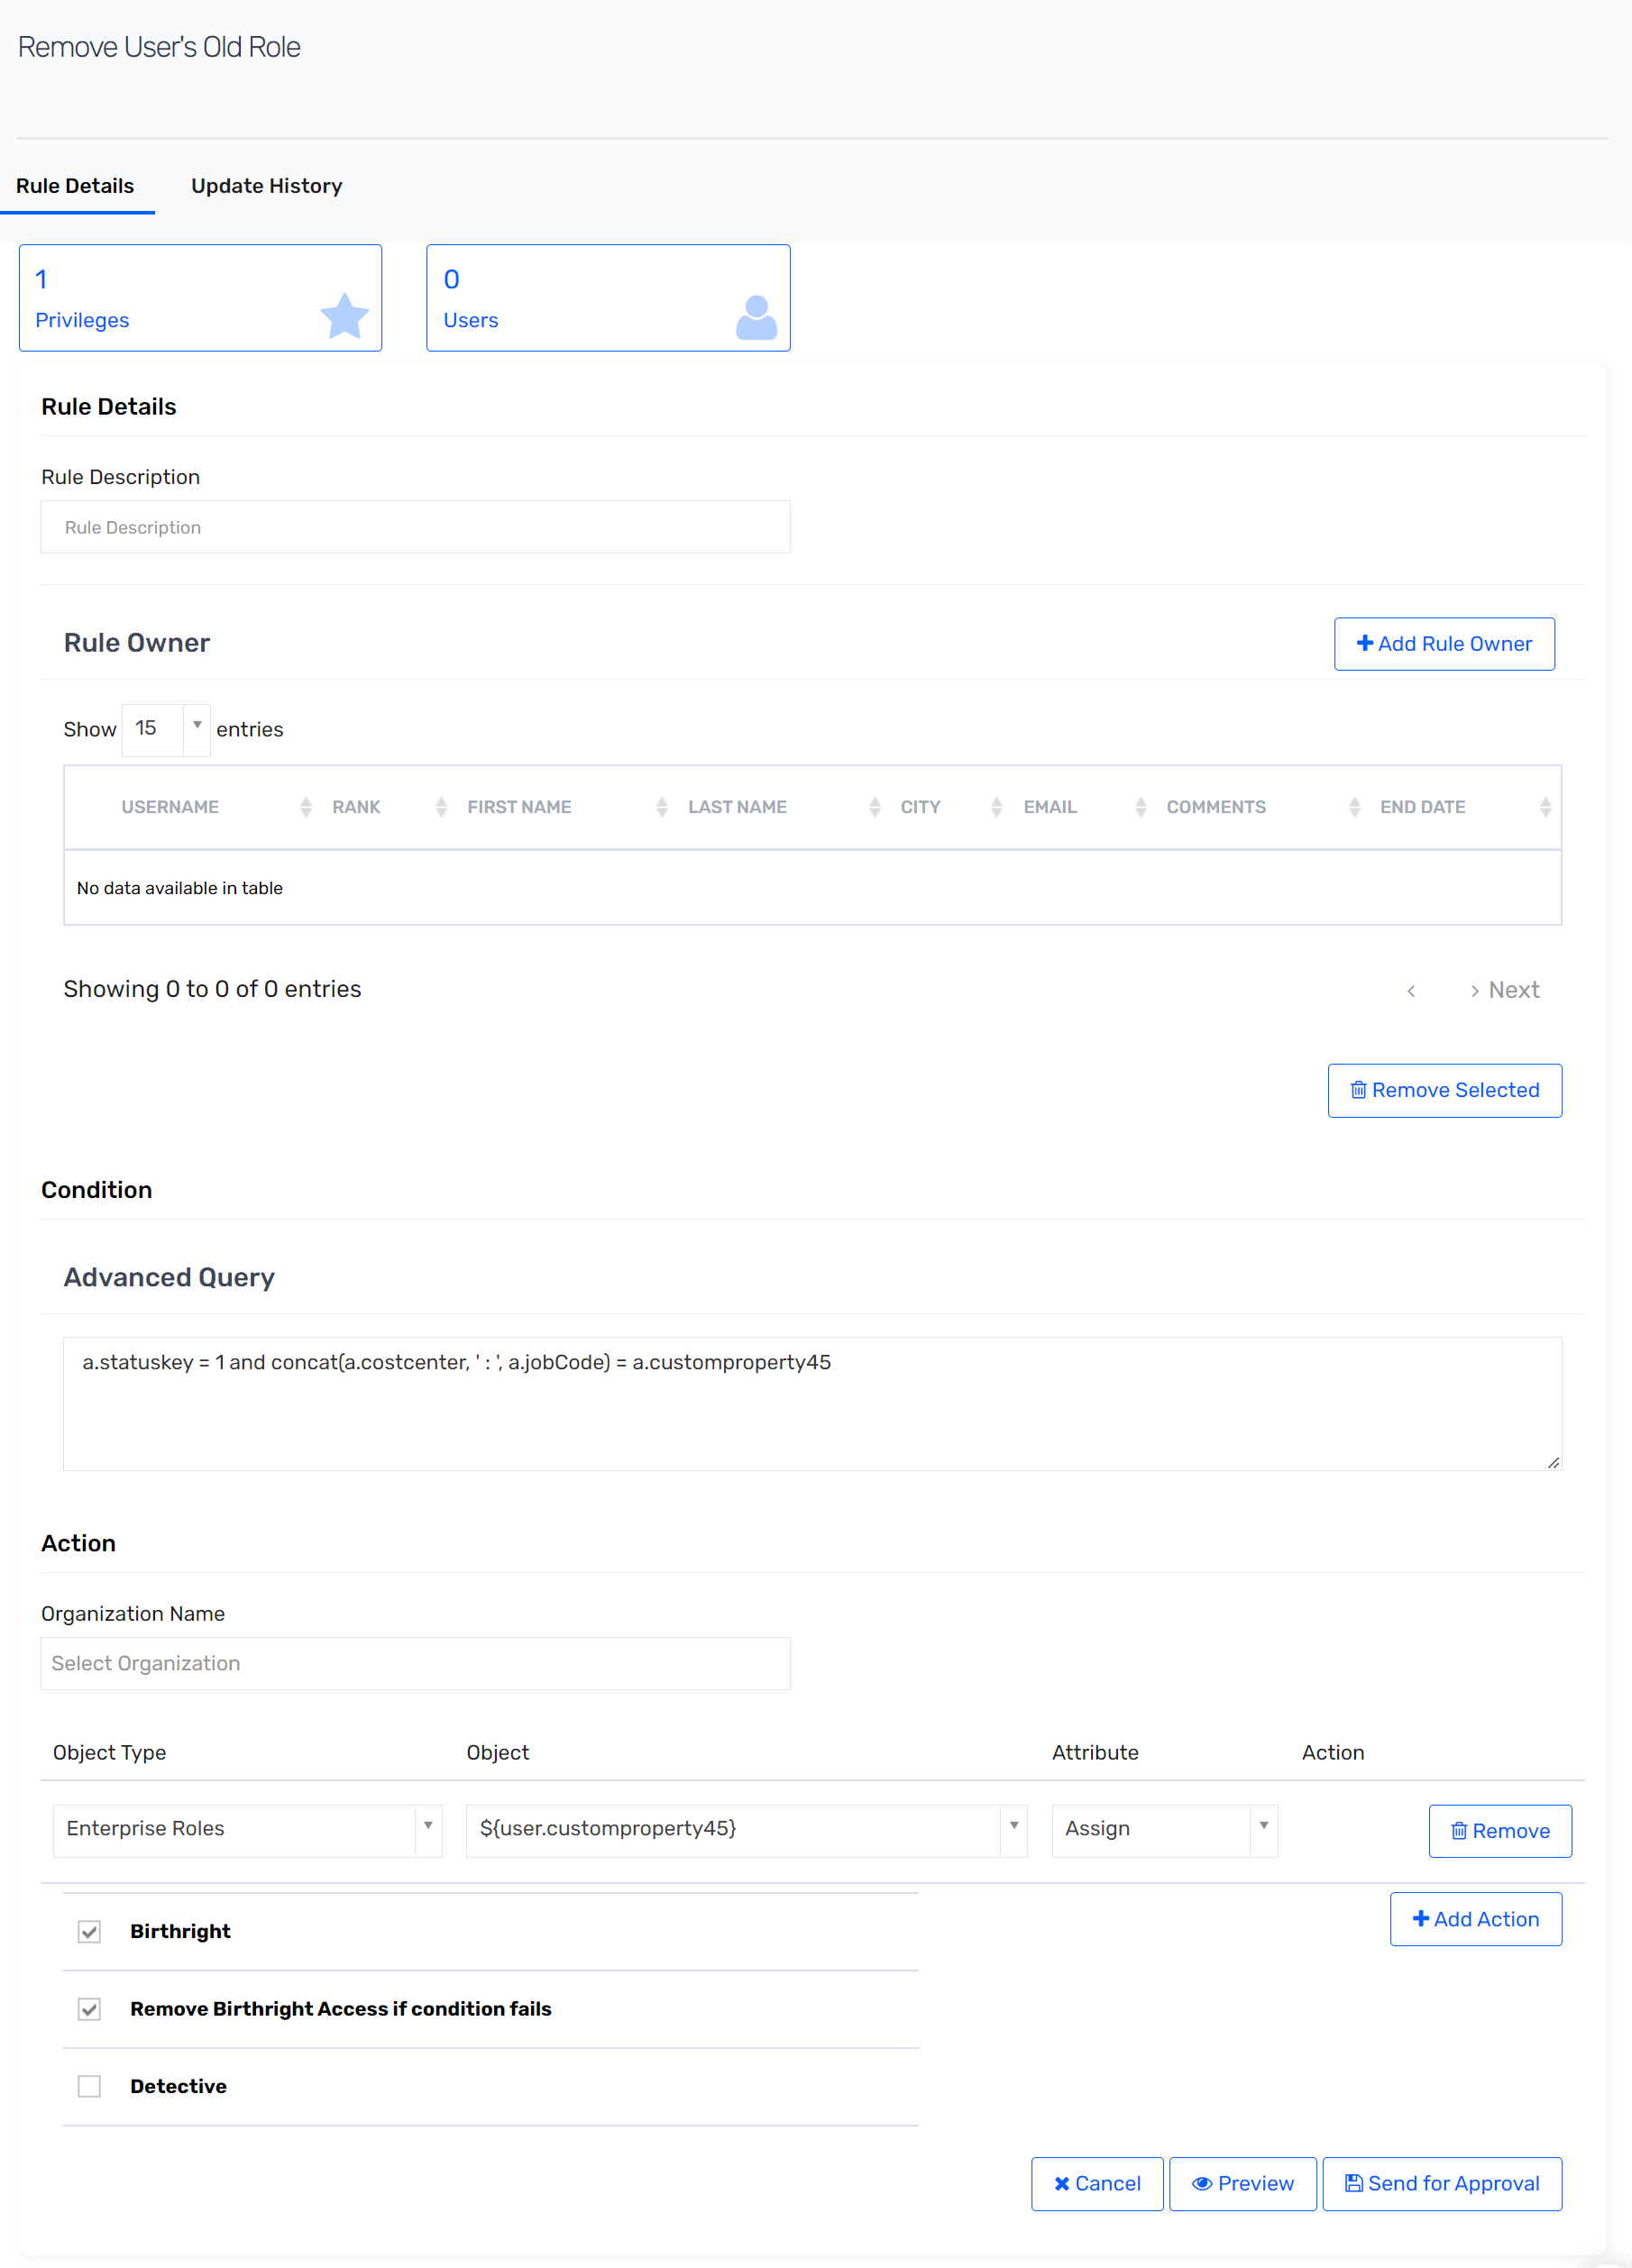 Remove User's Old Role
Rule Details
Update History
1
Privileges
0
Users
Rule Details
Rule Description
Rule Description
Rule Owner
Add Rule Owner
Show 15 entries
USERNAME RANK FIRST NAME LAST NAME CITY EMAIL COMMENTS END DATE
No data available in table
Showing 0 to 0 of 0 entries
Next
Remove Selected
Condition
Advanced Query
a.statuskey = 1 and concat(a.costcenter, ' : ', a.jobCode) = a.customproperty45
Action
Organization Name
Select Organization
Object Type Object Attribute Action
Enterprise Roles ${user.customproperty45} Assign Remove
Add Action
Birthright
Remove Birthright Access if condition fails
Detective
Cancel Preview Send for Approval